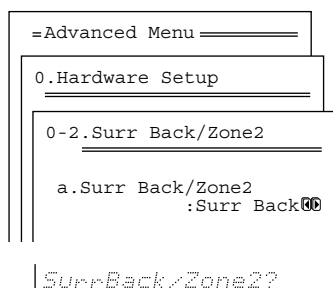 =Advanced Menu
0.Hardware Setup
0-2.Surr Back/Zone2
a.Surr Back/Zone2
:Surr Back
SurrBack/Zone2?